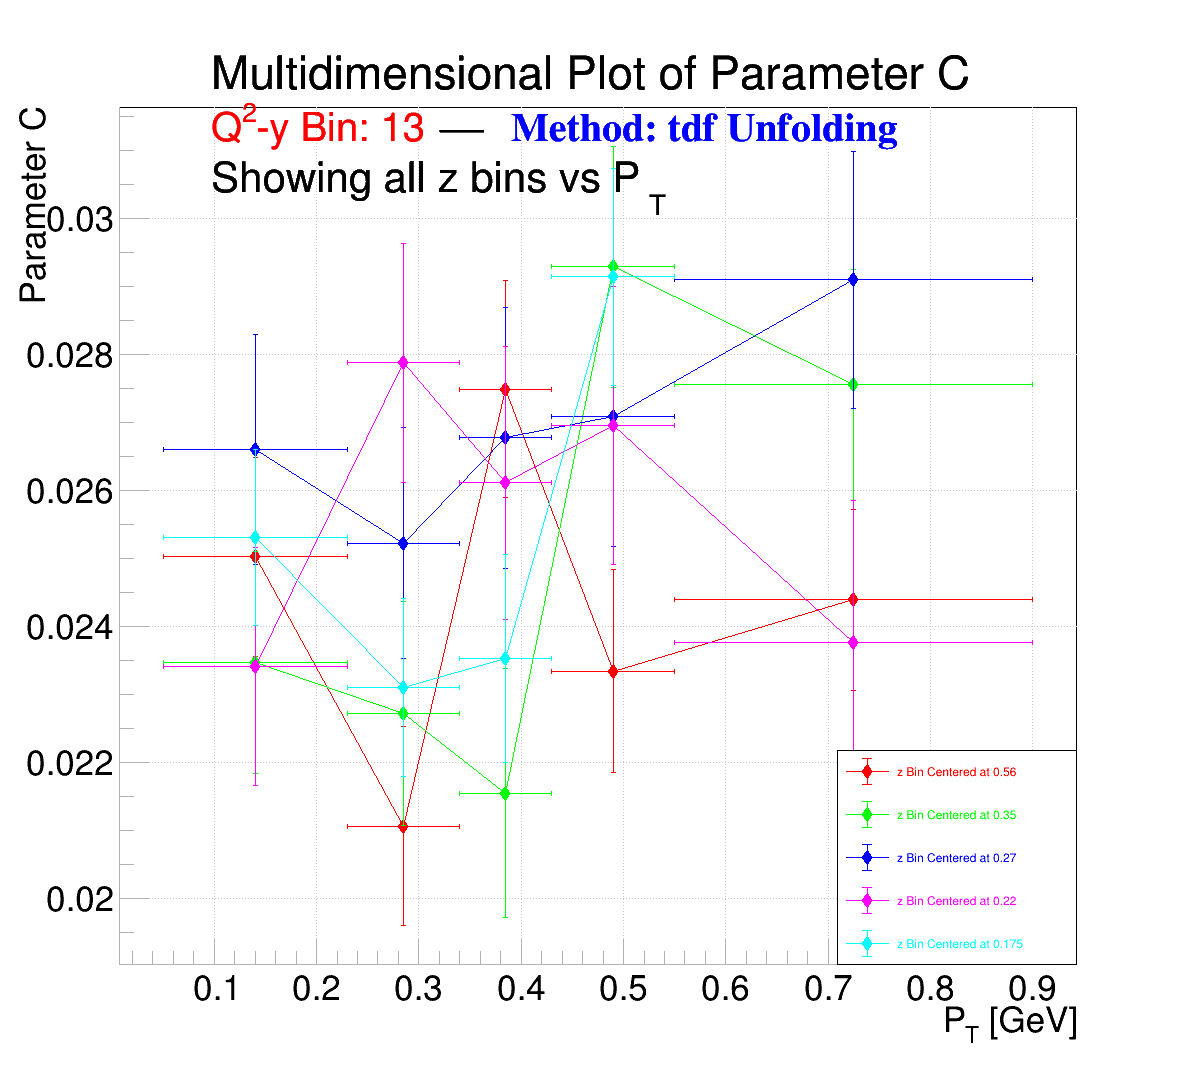 Multidimensional Plot of Parameter C
Q2-y Bin: 13 — Method: tdf Unfolding
Showing all z bins vs PT
Parameter C
0.03
0.028
0.026
0.024
0.022
0.02
z Bin Centered at 0.56
z Bin Centered at 0.35
z Bin Centered at 0.27
z Bin Centered at 0.22
z Bin Centered at 0.175
0.1 0.2 0.3 0.4 0.5 0.6 0.7 0.8 0.9
PT [GeV]